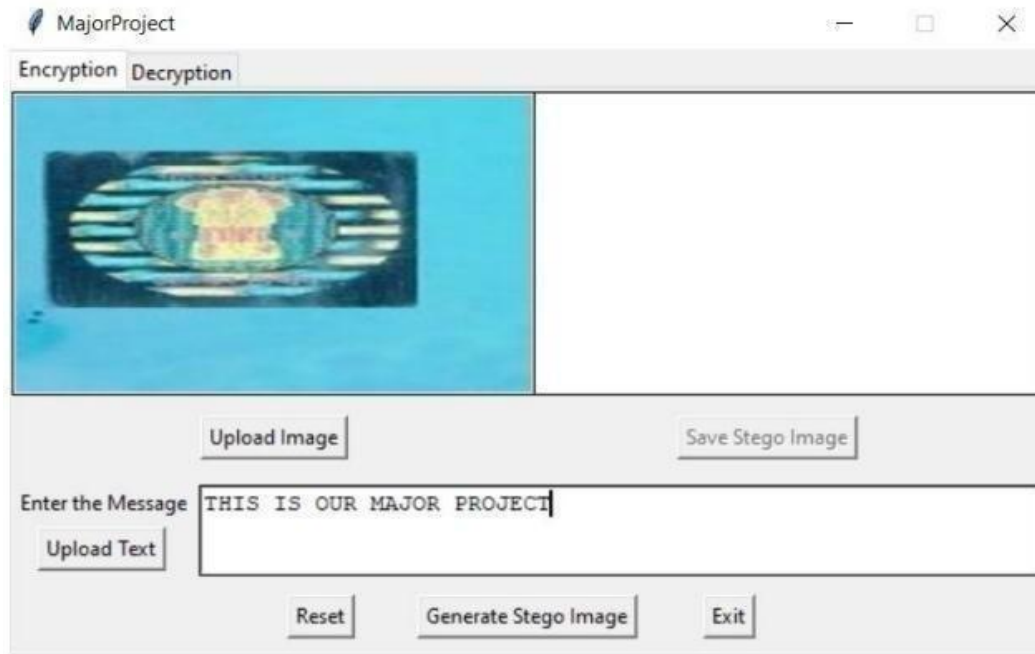 MajorProject
Encryption Decryption
Upload Image Save Stego Image
Enter the Message THIS IS OUR MAJOR PROJECT
Upload Text
Reset Generate Stego Image Exit